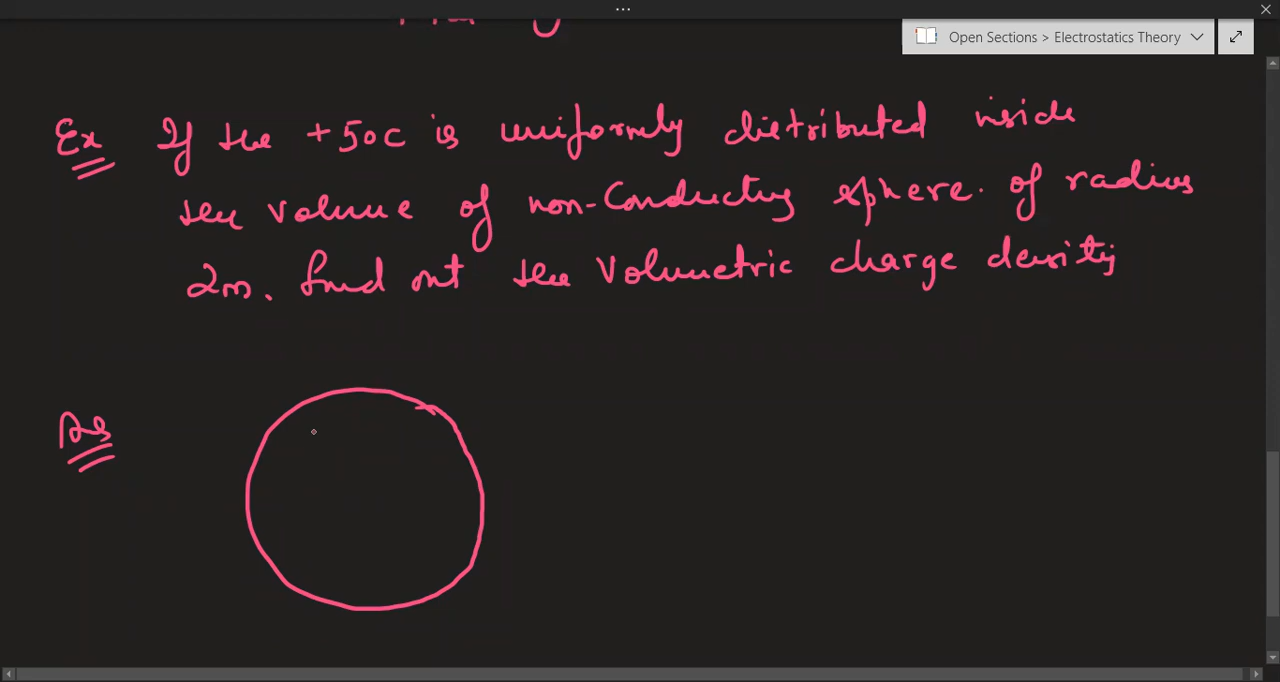 Open Sections > Electrostatics Theory
Ex If the +50C is uniformly distributed inside
the volume of non-Conducting sphere. of radius
2m. find out the Volumetric charge density
Ans